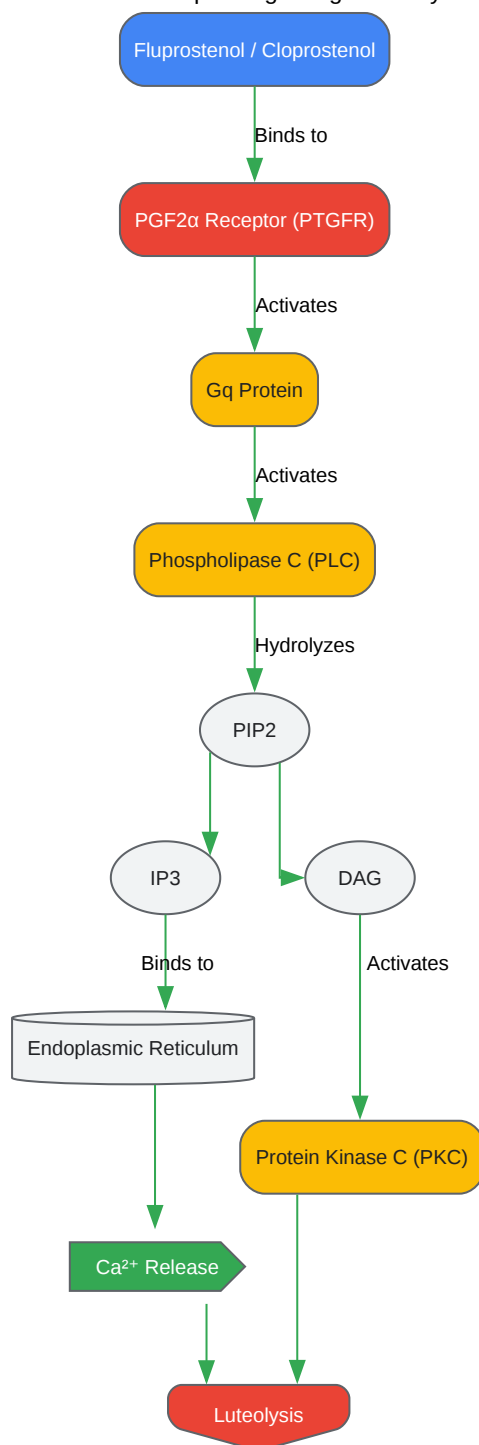 Fluprostenol / Cloprostenol
Binds to
PGF2α Receptor (PTGFR)
Activates
Gq Protein
Activates
Phospholipase C (PLC)
Hydrolyzes
PIP2
IP3
DAG
Binds to
Activates
Endoplasmic Reticulum
Protein Kinase C (PKC)
Ca²⁺ Release
Luteolysis